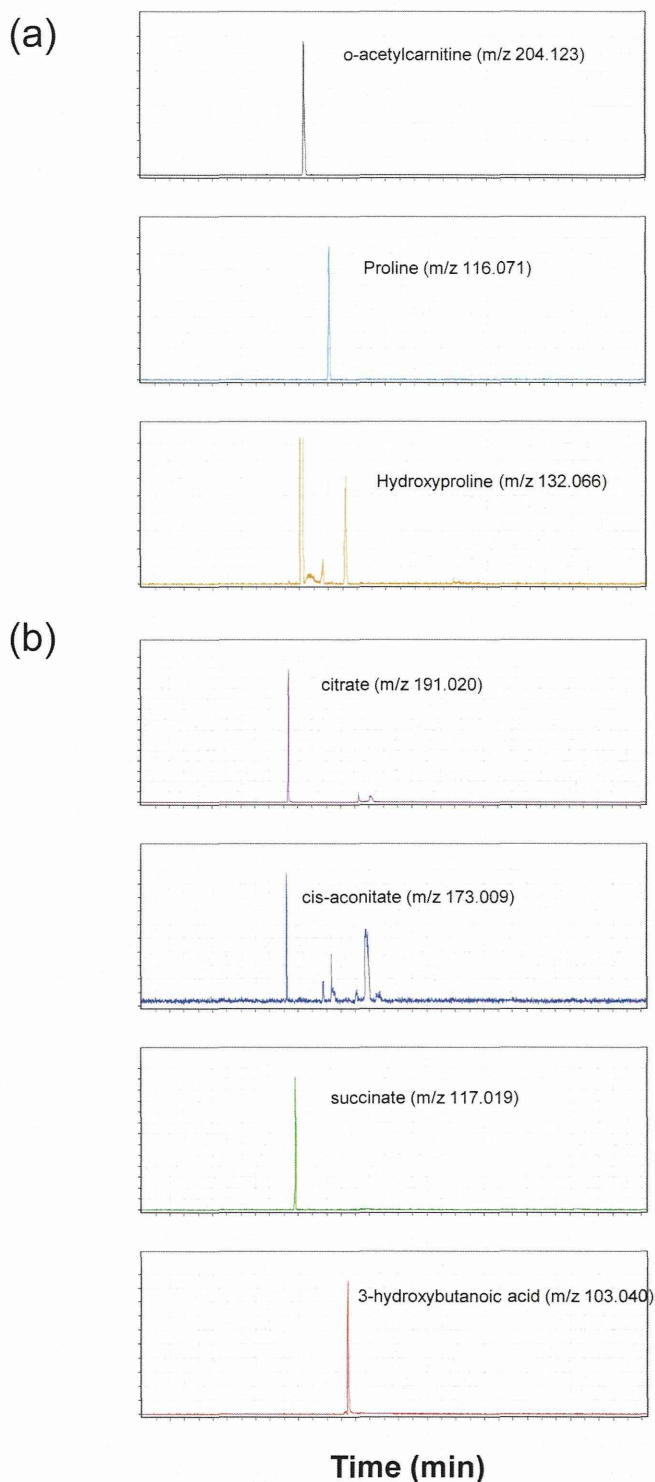 (a)
o-acetylcarnitine (m/z 204.123)
Proline (m/z 116.071)
Hydroxyproline (m/z 132.066)
(b)
citrate (m/z 191.020)
cis-aconitate (m/z 173.009)
succinate (m/z 117.019)
3-hydroxybutanoic acid (m/z 103.040)
Time (min)